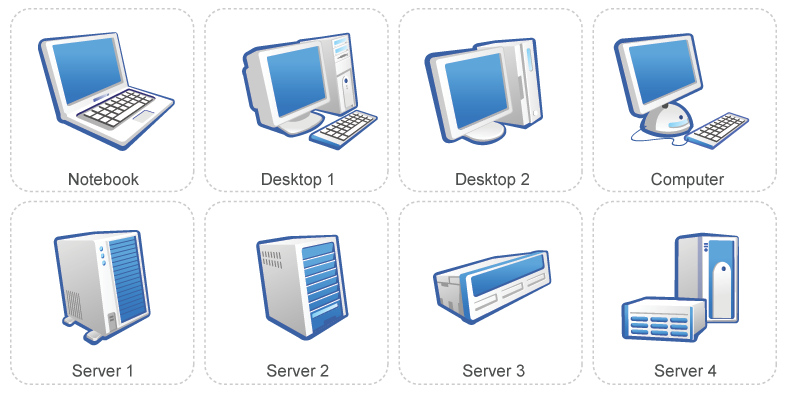 Notebook
Desktop 1
Desktop 2
Computer
Server 1
Server 2
Server 3
Server 4